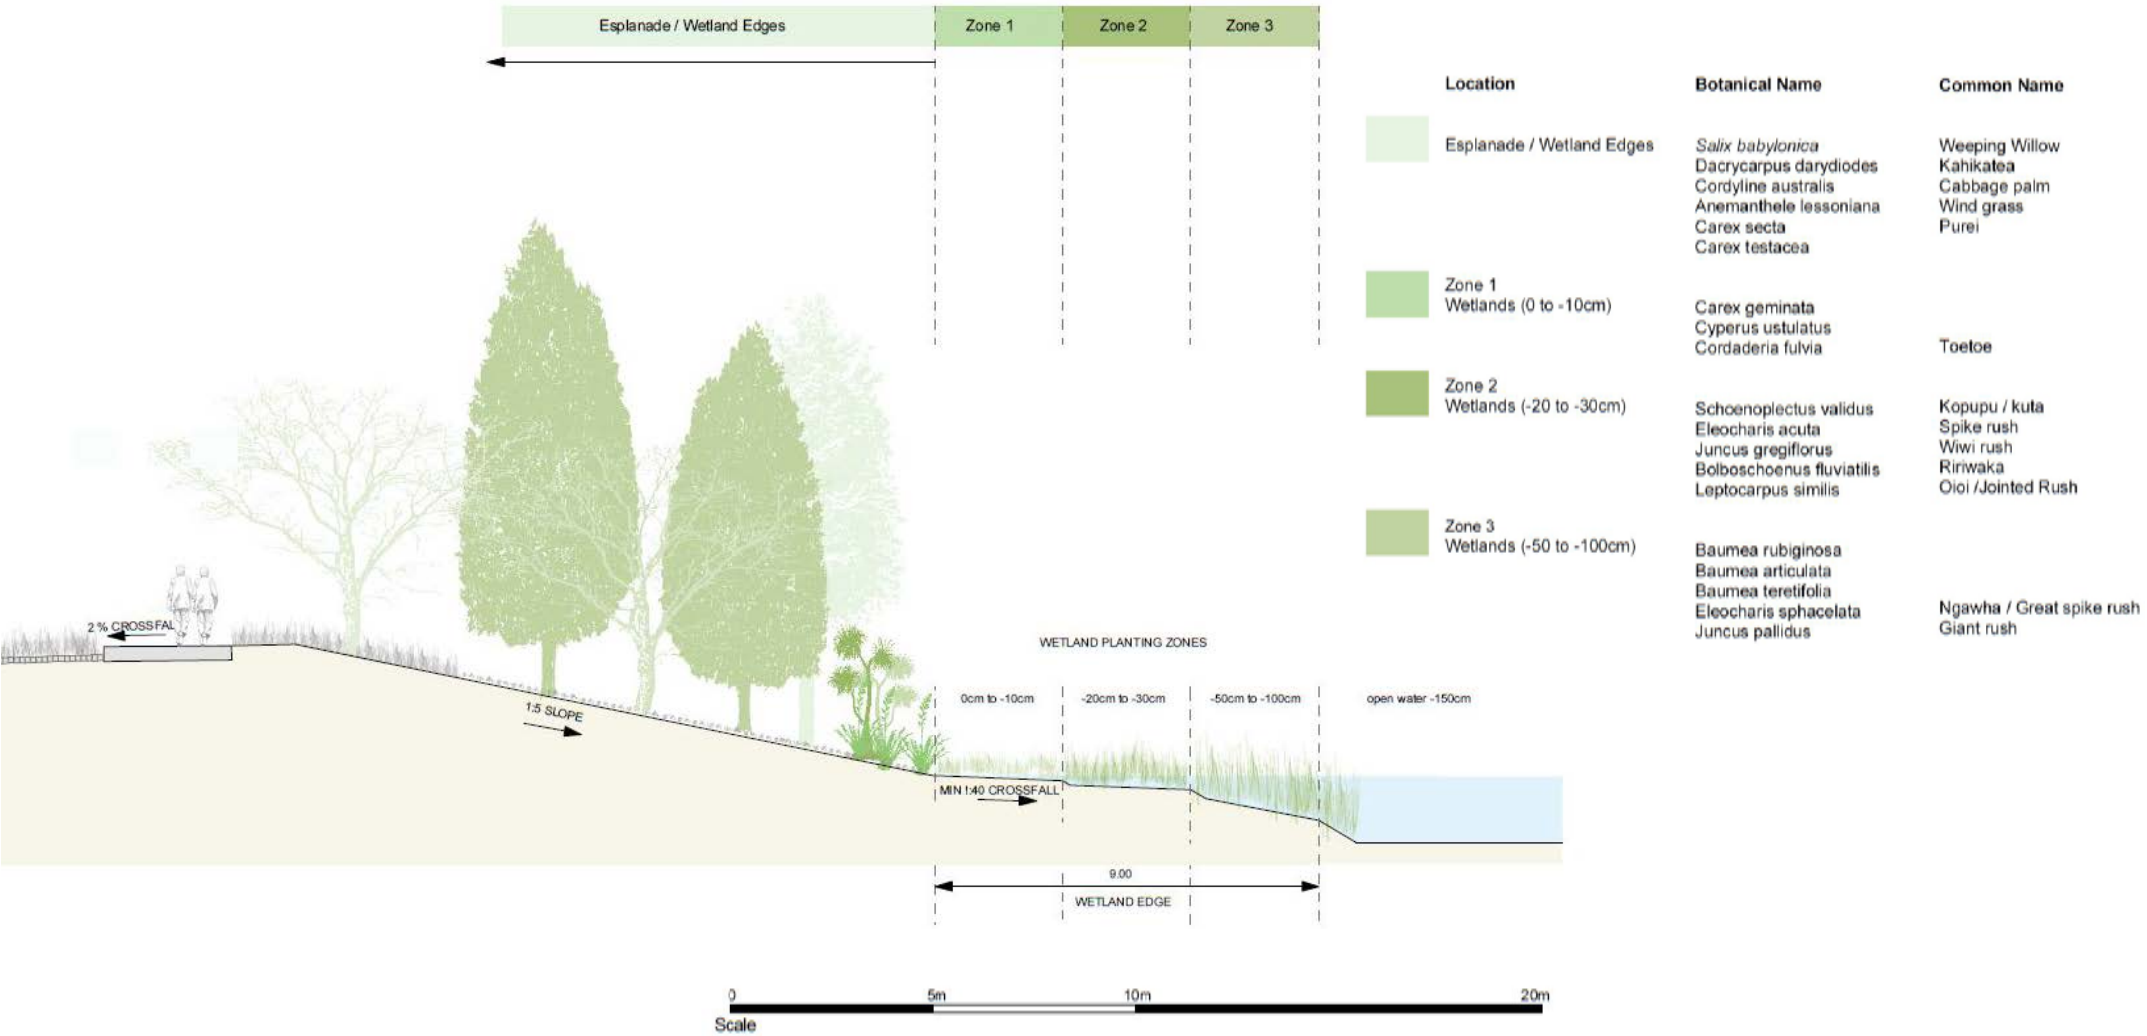 Esplanade / Wetland Edges Zone 1 Zone 2 Zone 3
Location Botanical Name Common Name
Esplanade / Wetland Edges Salix babylonica Weeping Willow
Dacrycarpus darydiodes Kahikatea
Cordyline australis Cabbage palm
Anemanthele lessoniana Wind grass
Carex secta Purei
Carex testacea
Zone 1
Wetlands (0 to -10cm) Carex geminata
Cyperus ustulatus
Cordaderia fulvia Toetoe
Zone 2
Wetlands (-20 to -30cm) Schoenoplectus validus Kopupu / kuta
Eleocharis acuta Spike rush
Juncus gregiflorus Wiwi rush
Bolboschoenus fluviatilis Ririwaka
Leptocarpus similis Oioi /Jointed Rush
Zone 3
Wetlands (-50 to -100cm) Baumea rubiginosa
Baumea articulata
Baumea teretifolia
Eleocharis sphacelata Ngawha / Great spike rush
Juncus pallidus Giant rush
2 % CROSSFAL
WETLAND PLANTING ZONES
0cm to -10cm -20cm to -30cm -50cm to -100cm open water -150cm
1:5 SLOPE
MIN !:40 CROSSFALL
9.00
WETLAND EDGE
0 5m 10m 20m
Scale